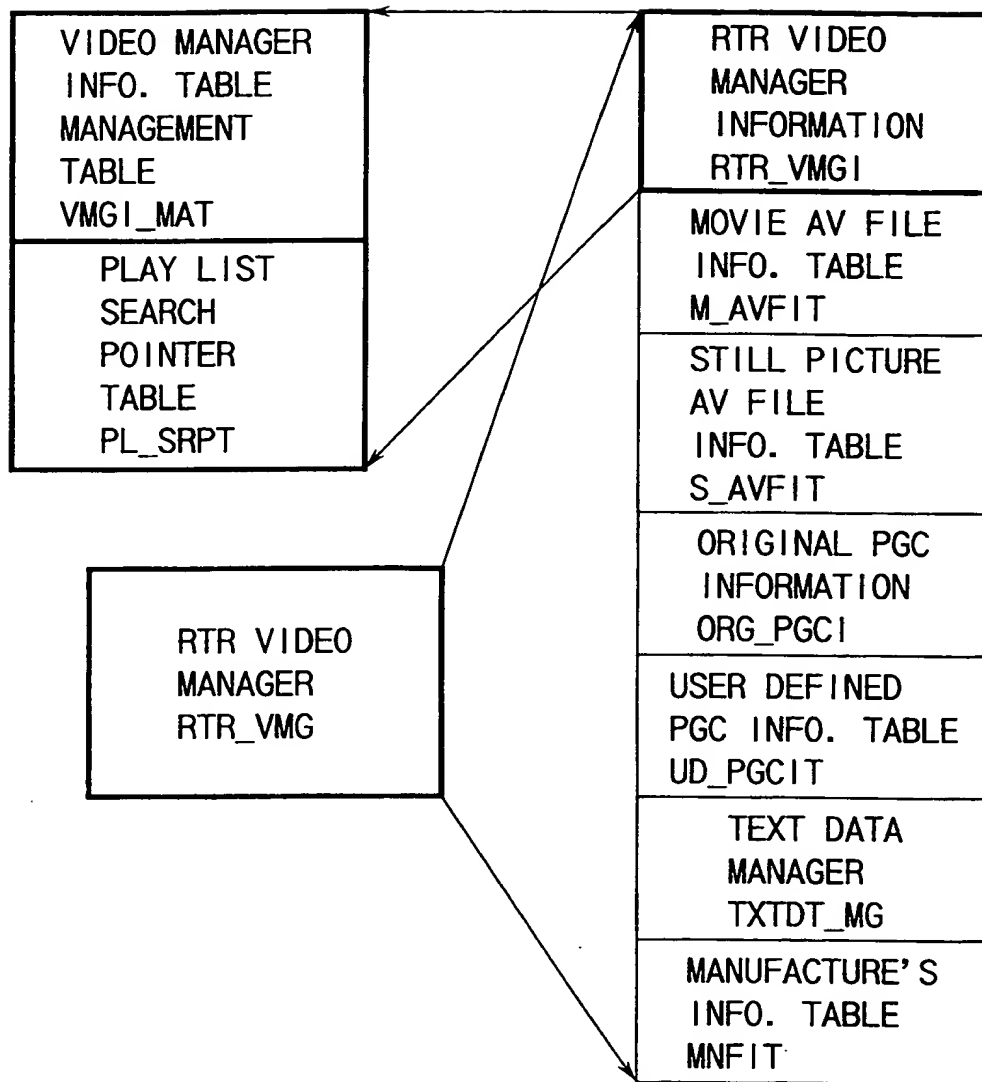 VIDEO MANAGER
INFO. TABLE
MANAGEMENT
TABLE
VMGI_MAT
PLAY LIST
SEARCH
POINTER
TABLE
PL_SRPT
RTR VIDEO
MANAGER
RTR_VMG
RTR VIDEO
MANAGER
INFORMATION
RTR_VMGI
MOVIE AV FILE
INFO. TABLE
M_AVFIT
STILL PICTURE
AV FILE
INFO. TABLE
S_AVFIT
ORIGINAL PGC
INFORMATION
ORG_PGCI
USER DEFINED
PGC INFO. TABLE
UD_PGCIT
TEXT DATA
MANAGER
TXTDT_MG
MANUFACTURE'S
INFO. TABLE
MNFIT